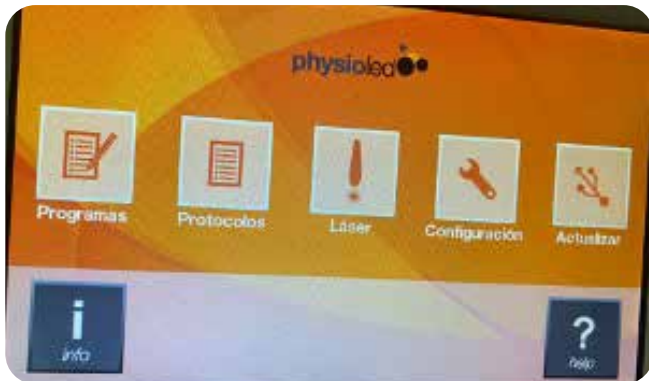 physioled
Programas
Protocolos
Láser
Configuración
Actualizar
i
info
?
help